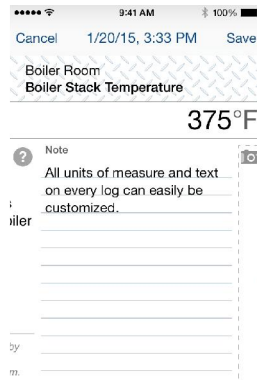 9:41 AM
100%
Cancel 1/20/15, 3:33 PM Save
Boiler Room
Boiler Stack Temperature
375°F
?
Note
All units of measure and text
on every log can easily be
customized.
oiler
by
m.